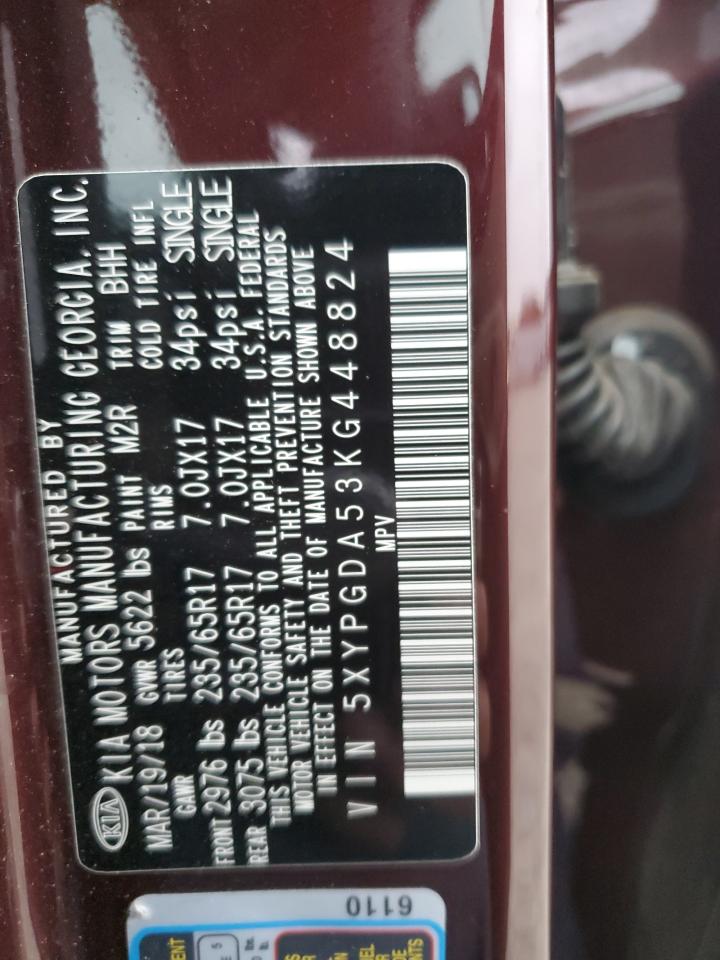 MANUFACTURED BY
KIA KIA MOTORS MANUFACTURING GEORGIA, INC.
MAR/19/18 GVWR 5622 lbs PAINT M2R TRIM BHH
GAWR TIRES RIMS COLD TIRE INFL
FRONT 2976 lbs 235/65R17 7.0JX17 34psi SINGLE
REAR 3075 lbs 235/65R17 7.0JX17 34psi SINGLE
THIS VEHICLE CONFORMS TO ALL APPLICABLE U.S.A. FEDERAL
MOTOR VEHICLE SAFETY AND THEFT PREVENTION STANDARDS
IN EFFECT ON THE DATE OF MANUFACTURE SHOWN ABOVE
VIN 5XYPGDA53KG448824
MPV
6110